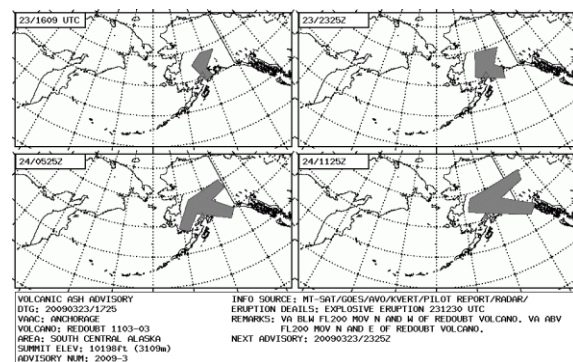 23/1609 UTC
23/2325Z
24/0525Z
24/1125Z
VOLCANIC ASH ADVISORY
DTG: 20090323/1725
VAAC: ANCHORAGE
VOLCANO: REDOUBT 1103-03
AREA: SOUTH CENTRAL ALASKA
SUMMIT ELEV: 10198ft (3109m)
ADVISORY NUM: 2009-3
INFO SOURCE: MT-SAT/GOES/AVO/KVERT/PILOT REPORT/RADAR/
ERUPTION DEAILS: EXPLOSIVE ERUPTION 231230 UTC
REMARKS: VA BLW FL200 MOV N AND W OF REDOUBT VOLCANO. VA ABV
FL200 MOV N AND E OF REDOUBT VOLCANO.
NEXT ADVISORY: 20090323/2325Z